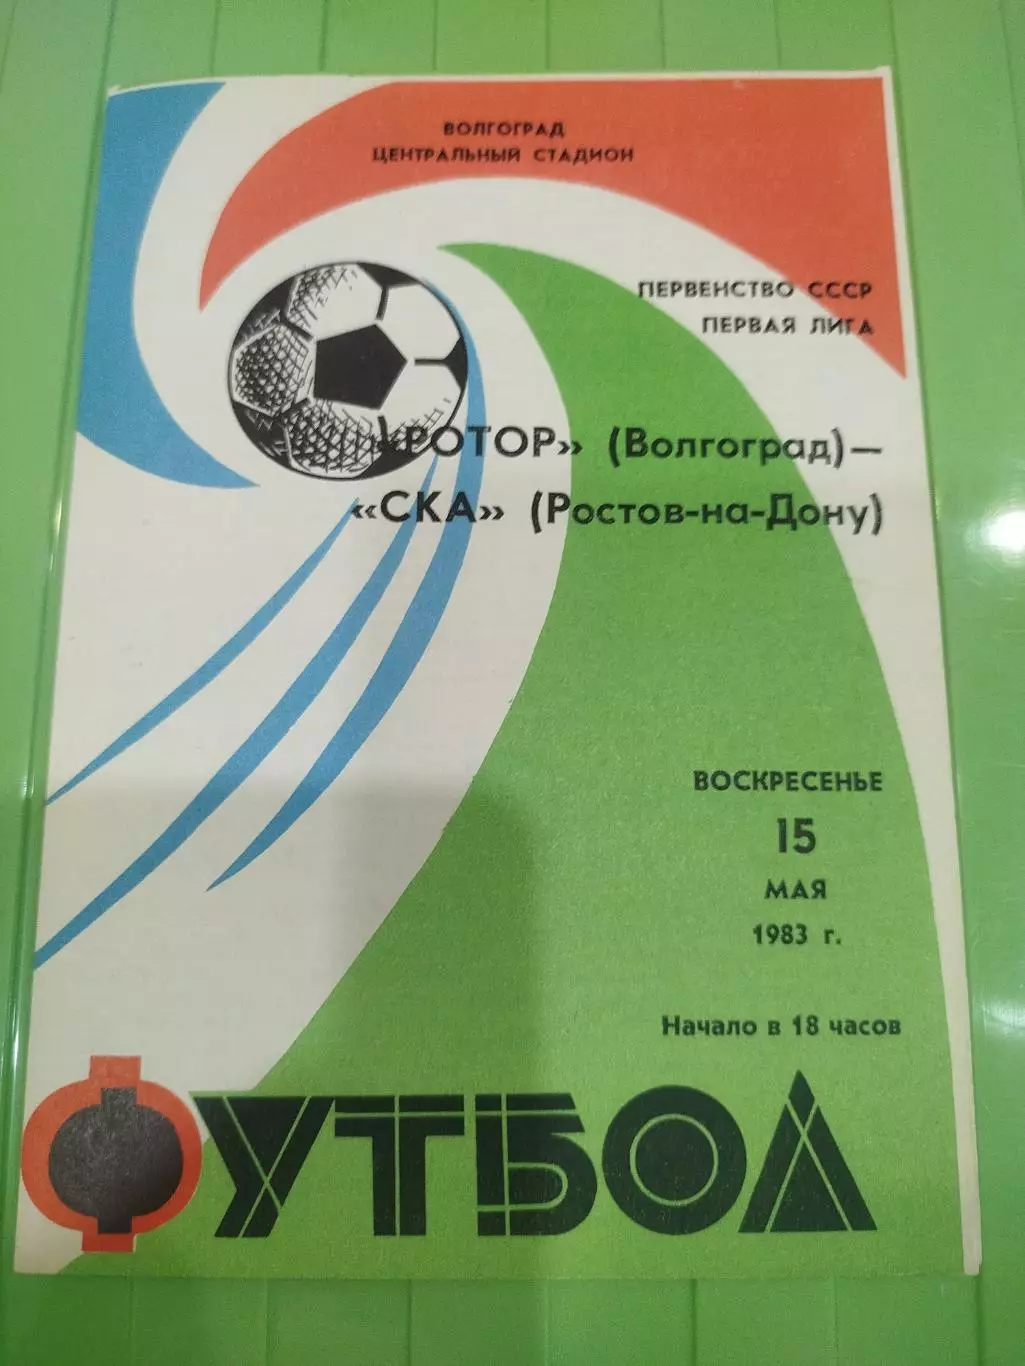 ВОЛГОГРАД
ЦЕНТРАЛЬНЫЙ СТАДИОН
ПЕРВЕНСТВО СССР
ПЕРВАЯ ЛИГА
«РОТОР» (Волгоград)—
«СКА» (Ростов-на-Дону)
ВОСКРЕСЕНЬЕ
15
МАЯ
1983 г.
Начало в 18 часов
ФУТБОЛ